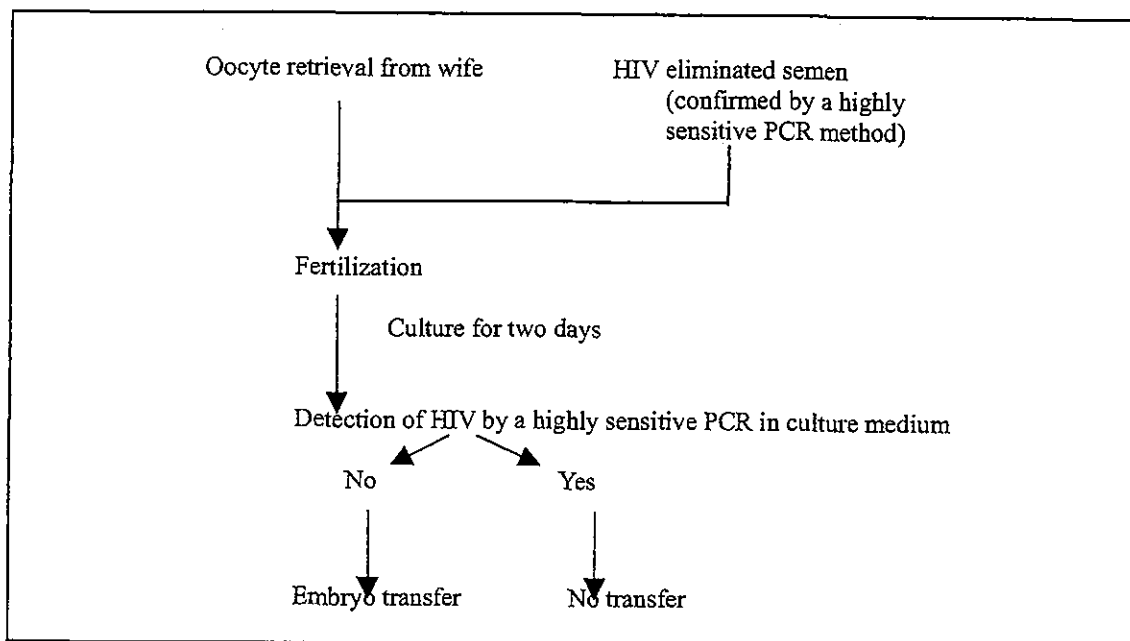 Oocyte retrieval from wife
HIV eliminated semen
(confirmed by a highly
sensitive PCR method)
Fertilization
Culture for two days
Detection of HIV by a highly sensitive PCR in culture medium
No
Yes
Embryo transfer
No transfer